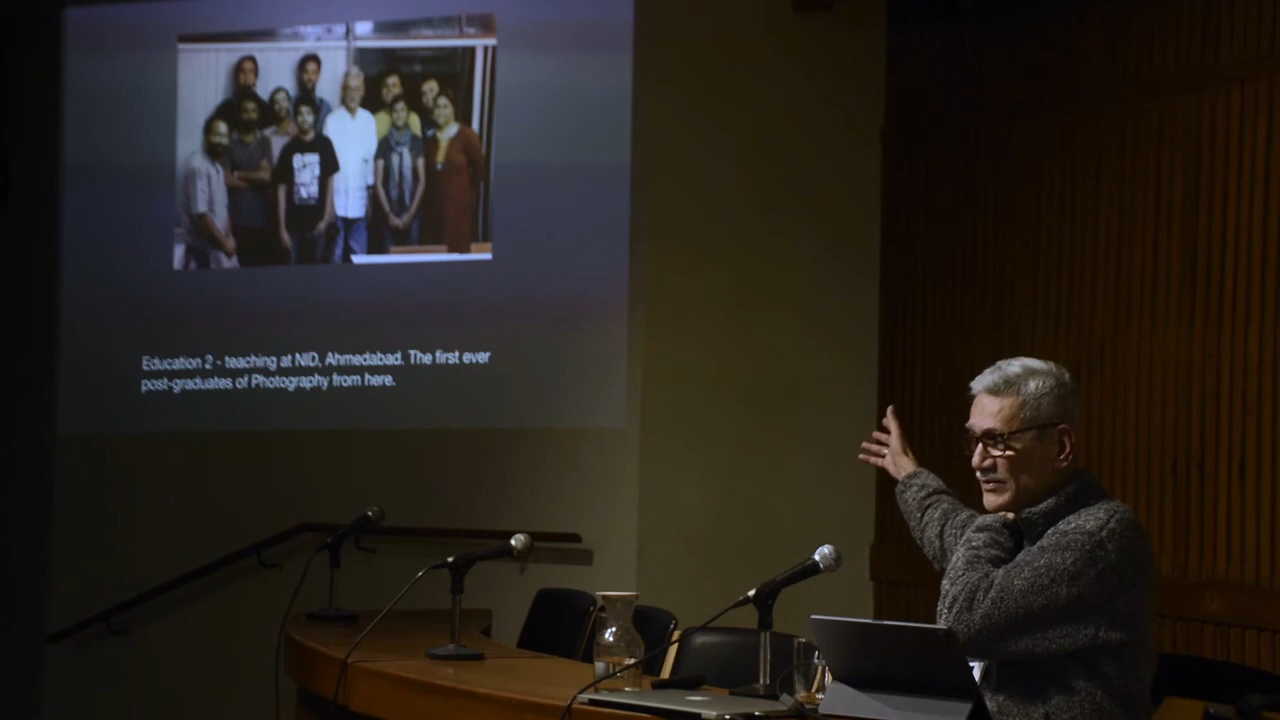 Education 2 - teaching at NID, Ahmedabad. The first ever
post-graduates of Photography from here.